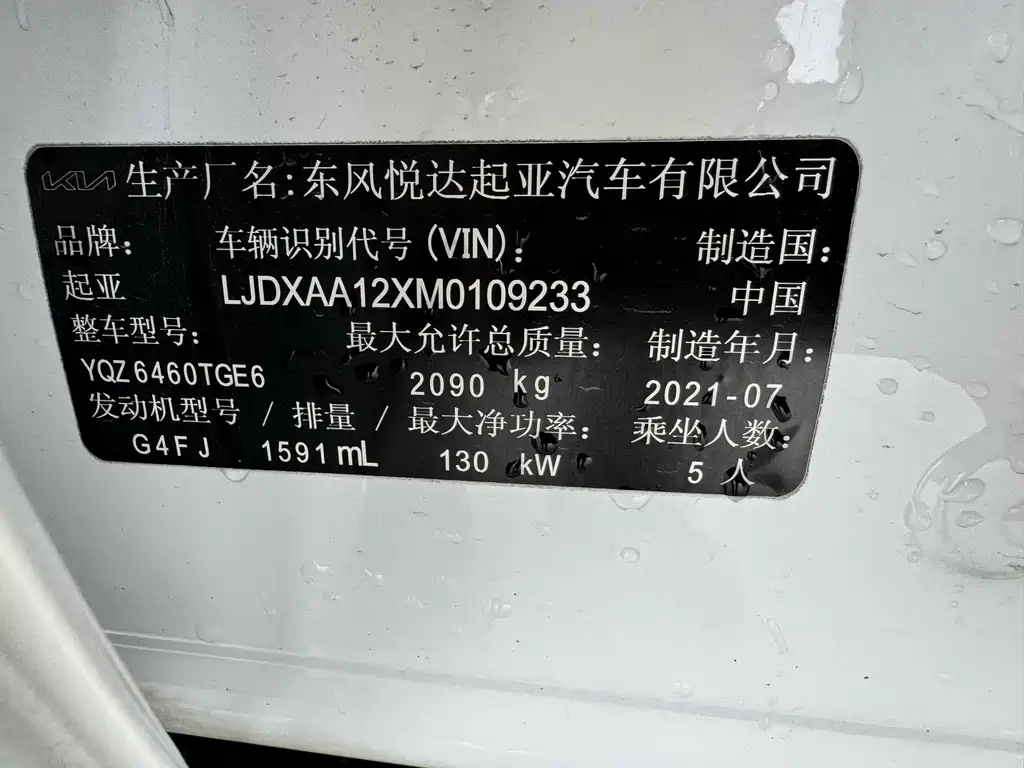 KIA 生产厂名:东风悦达起亚汽车有限公司
品牌: 车辆识别代号(VIN): 制造国:
起亚 LJDXAA12XM0109233 中国
整车型号: 最大允许总质量: 制造年月:
YQZ6460TGE6 2090 kg 2021-07
发动机型号 / 排量 / 最大净功率: 乘坐人数:
G4FJ 1591mL 130 kW 5 人